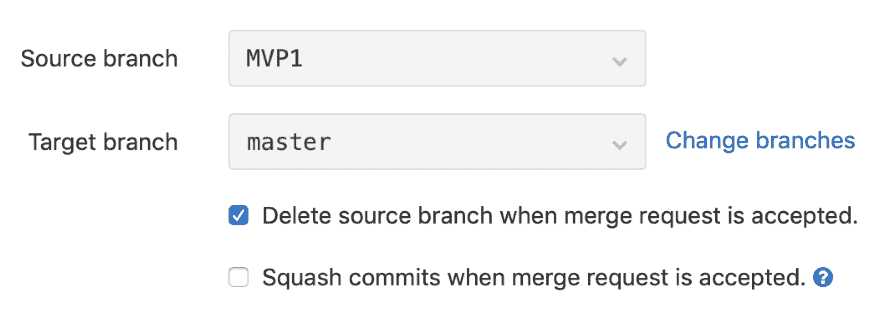 Source branch MVP1
Target branch master Change branches
Delete source branch when merge request is accepted.
Squash commits when merge request is accepted. ?